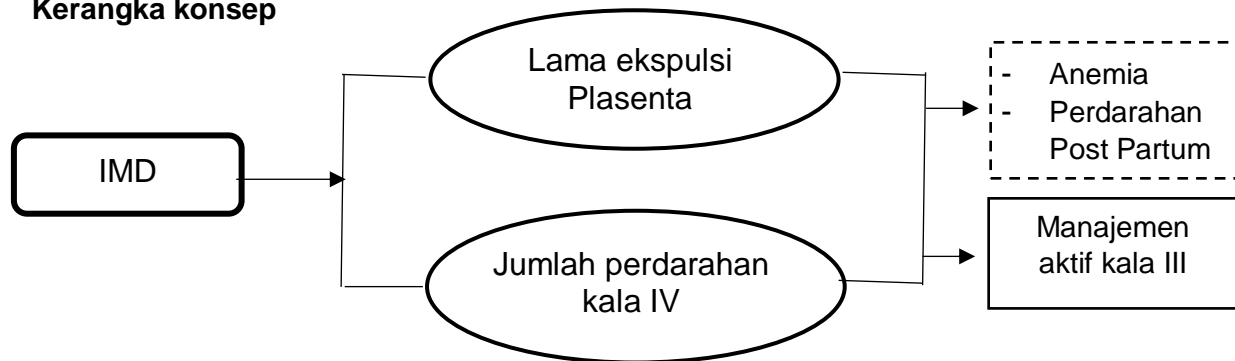 Kerangka konsep
IMD
Lama ekspulsi
Plasenta
Jumlah perdarahan
kala IV
- Anemia
- Perdarahan
Post Partum
Manajemen
aktif kala III